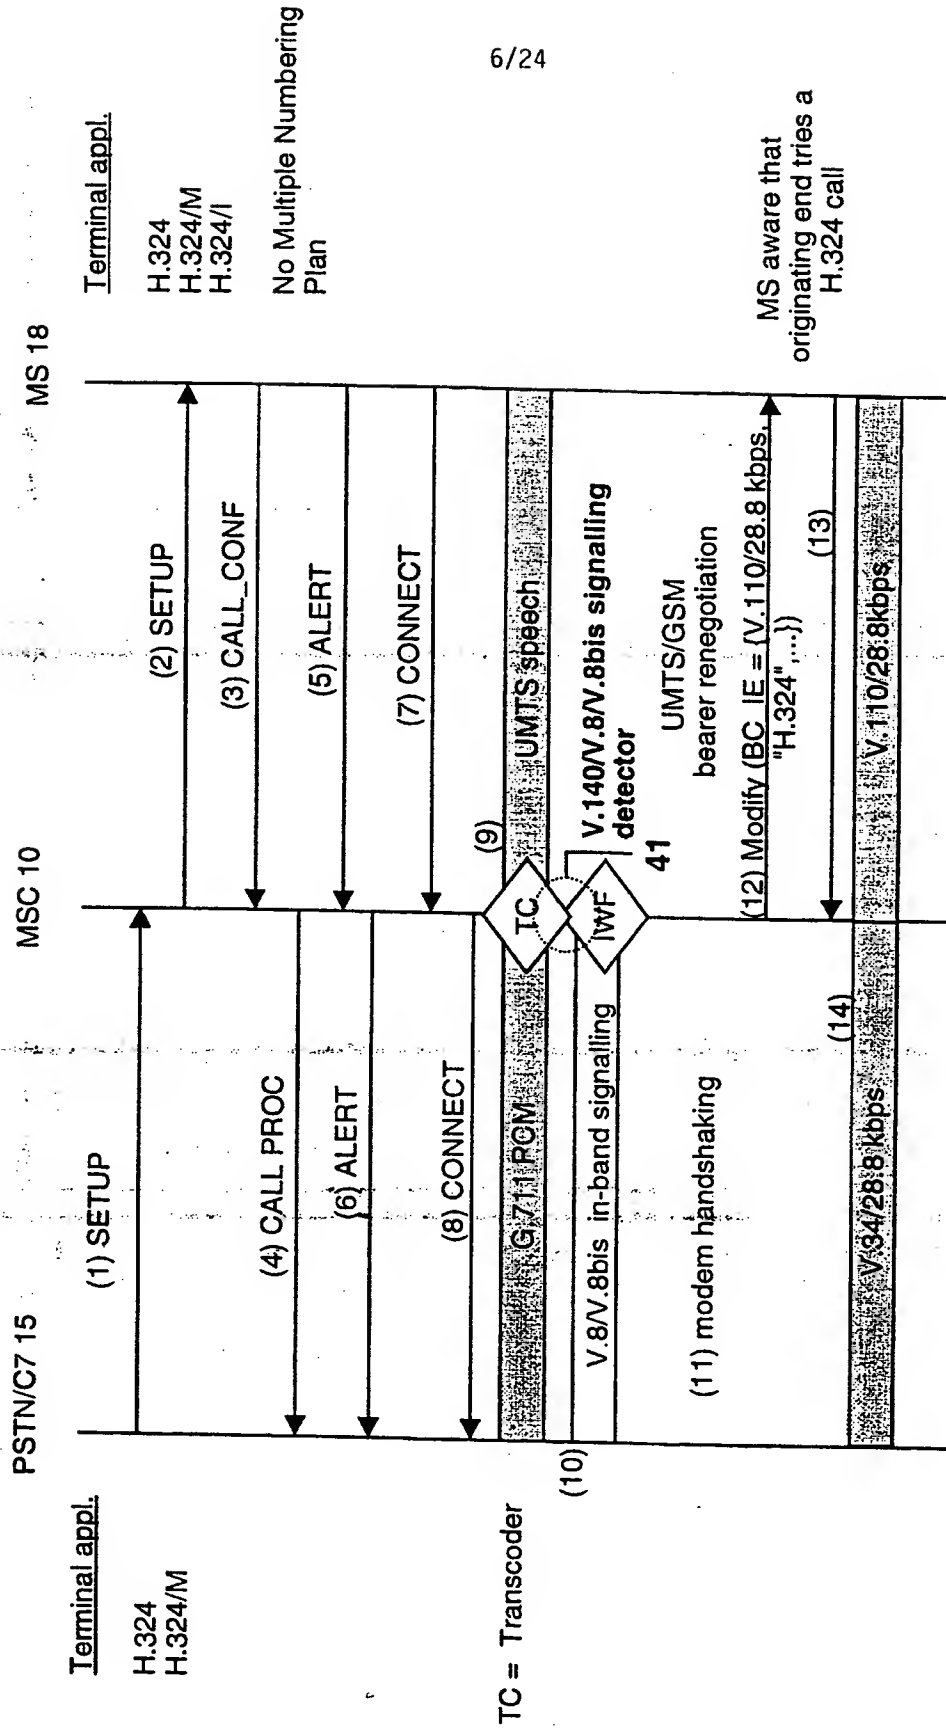 6/24
PSTN/C7 15
MSC 10
MS 18
Terminal appl.
H.324
H.324/M
Terminal appl.
H.324
H.324/M
H.324/I
No Multiple Numbering
Plan
(1) SETUP
(2) SETUP
(3) CALL_CONF
(4) CALL PROC
(5) ALERT
(6) ALERT
(7) CONNECT
(8) CONNECT
(9)
G.711 PCM
TC
UMTS speech
TC = Transcoder
(10)
V.8/V.8bis in-band signalling
IWF
V.140/V.8/V.8bis signalling
detector
41
(11) modem handshaking
UMTS/GSM
bearer renegotiation
(12) Modify (BC IE = {V.110/28.8 kbps,
"H.324",...})
MS aware that
originating end tries a
H.324 call
(13)
(14)
V.34/28.8 kbps
V.110/28.8kbps